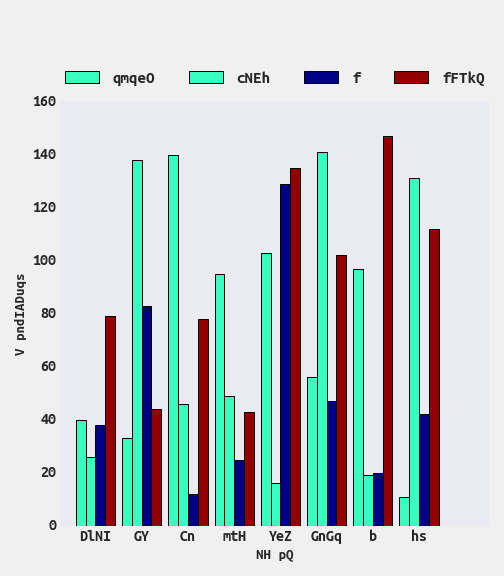 qmqeO cNEh f fFTkQ
160
140
120
100
80
60
40
20
0
V pndIADuqs
DlNI GY Cn mtH YeZ GnGq b hs
NH pQ